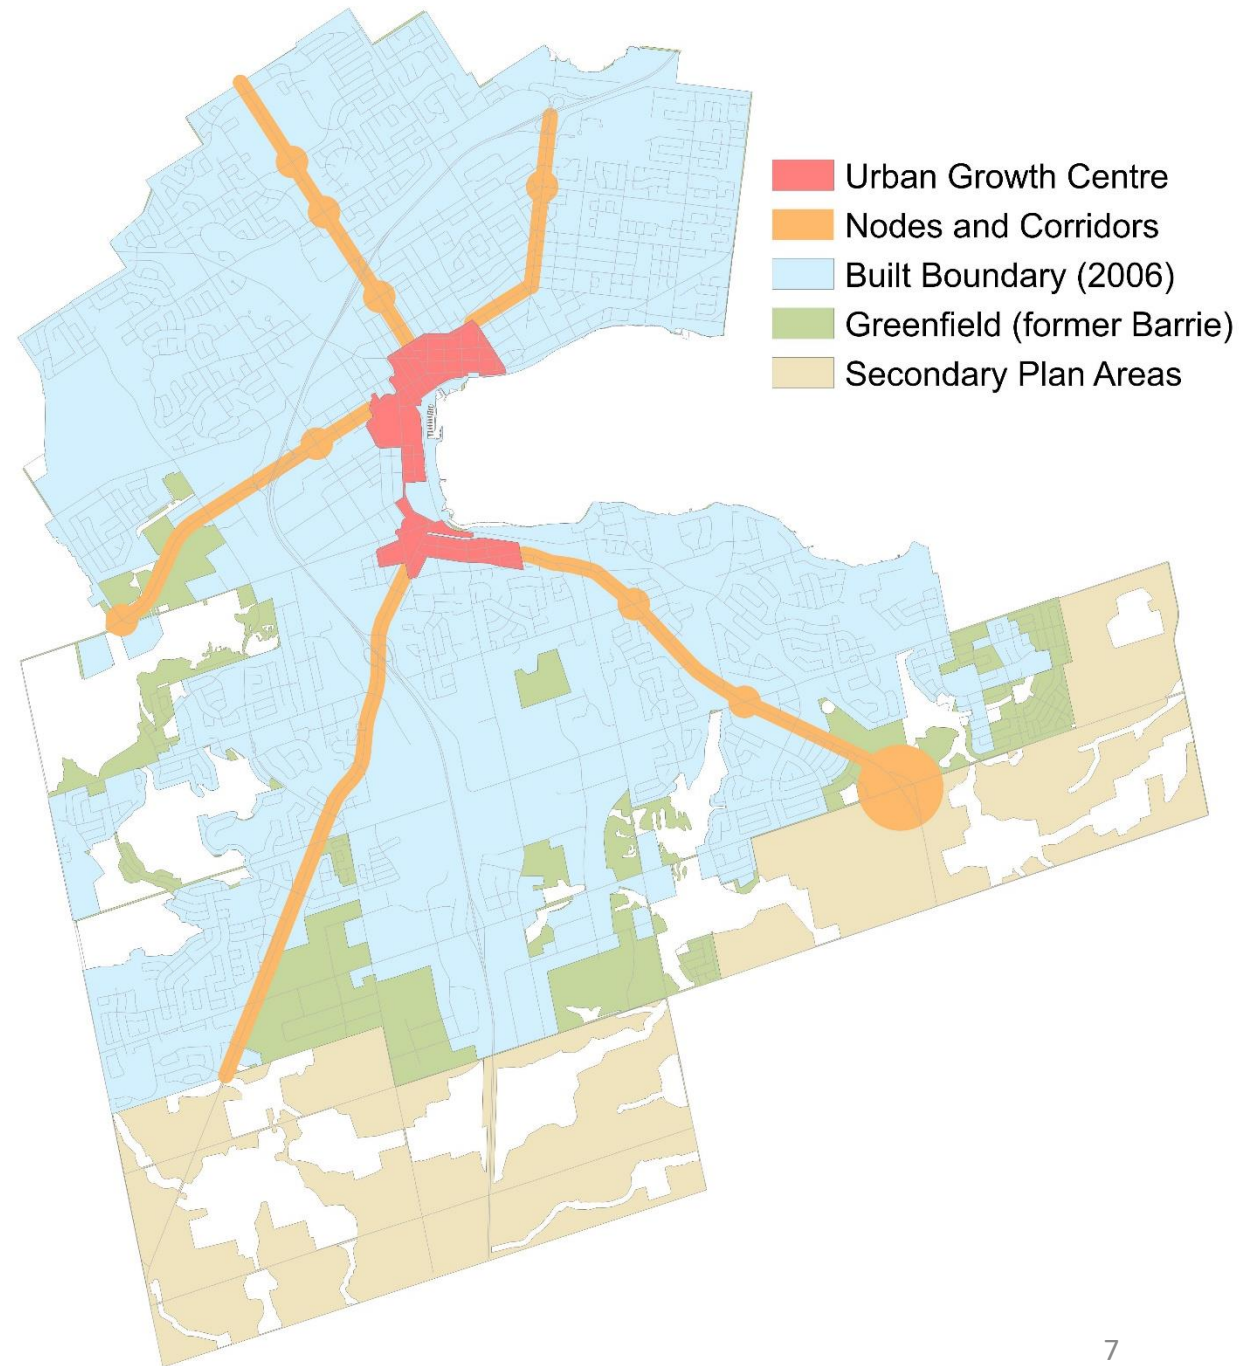 Urban Growth Centre
Nodes and Corridors
Built Boundary (2006)
Greenfield (former Barrie)
Secondary Plan Areas
7